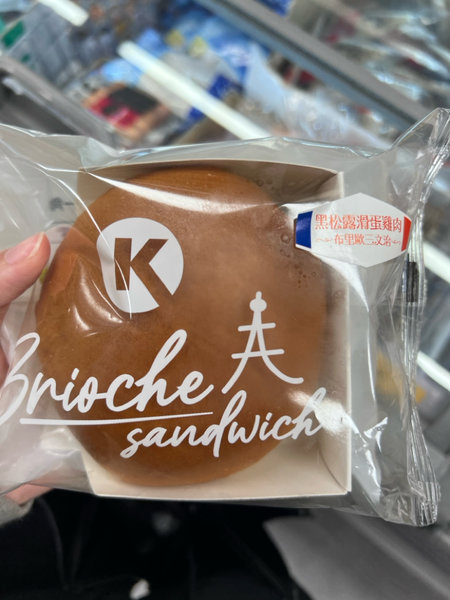 K
黑松露滑蛋雞肉
布里歐三文治
Brioche
sandwich